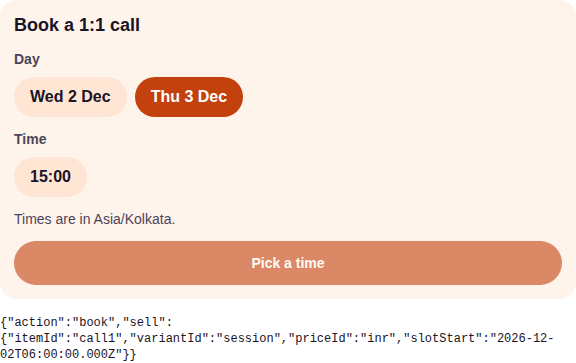 Book a 1:1 call
Day
Wed 2 Dec
Thu 3 Dec
Time
15:00
Times are in Asia/Kolkata.
Pick a time
{"action":"book","sell":
{"itemId":"call1","variantId":"session","priceId":"inr","slotStart":"2026-12-
02T06:00:00.000Z"}}